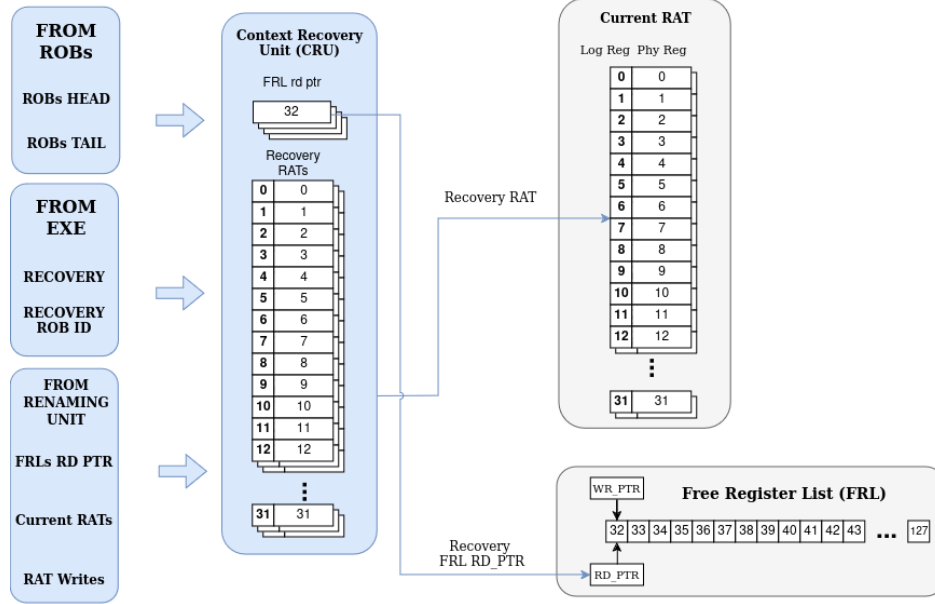 FROM
ROBs
ROBs HEAD
ROBs TAIL
FROM
EXE
RECOVERY
RECOVERY
ROB ID
FROM
RENAMING
UNIT
FRLs RD PTR
Current RATs
RAT Writes
Context Recovery
Unit (CRU)
FRL rd ptr
32
Recovery
RATs
0 0
1 1
2 2
3 3
4 4
5 5
6 6
7 7
8 8
9 9
10 10
11 11
12 12
31 31
Recovery RAT
Recovery
FRL RD_PTR
Current RAT
Log Reg Phy Reg
0 0
1 1
2 2
3 3
4 4
5 5
6 6
7 7
8 8
9 9
10 10
11 11
12 12
31 31
Free Register List (FRL)
WR_PTR
32 33 34 35 36 37 38 39 40 41 42 43 ... 127
RD_PTR